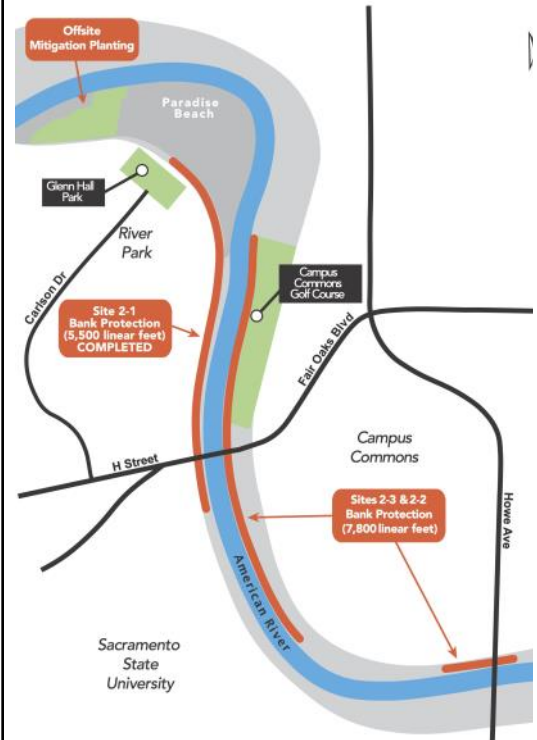 Offsite
Mitigation Planting
Paradise
Beach
Glenn Hall
Park
River
Park
Carlson Dr
Campus
Commons
Golf Course
Site 2-1
Bank Protection
(5,500 linear feet)
COMPLETED
Fair Oaks Blvd
H Street
Campus
Commons
Howe Ave
Sites 2-3 & 2-2
Bank Protection
(7,800 linear feet)
American River
Sacramento
State
University